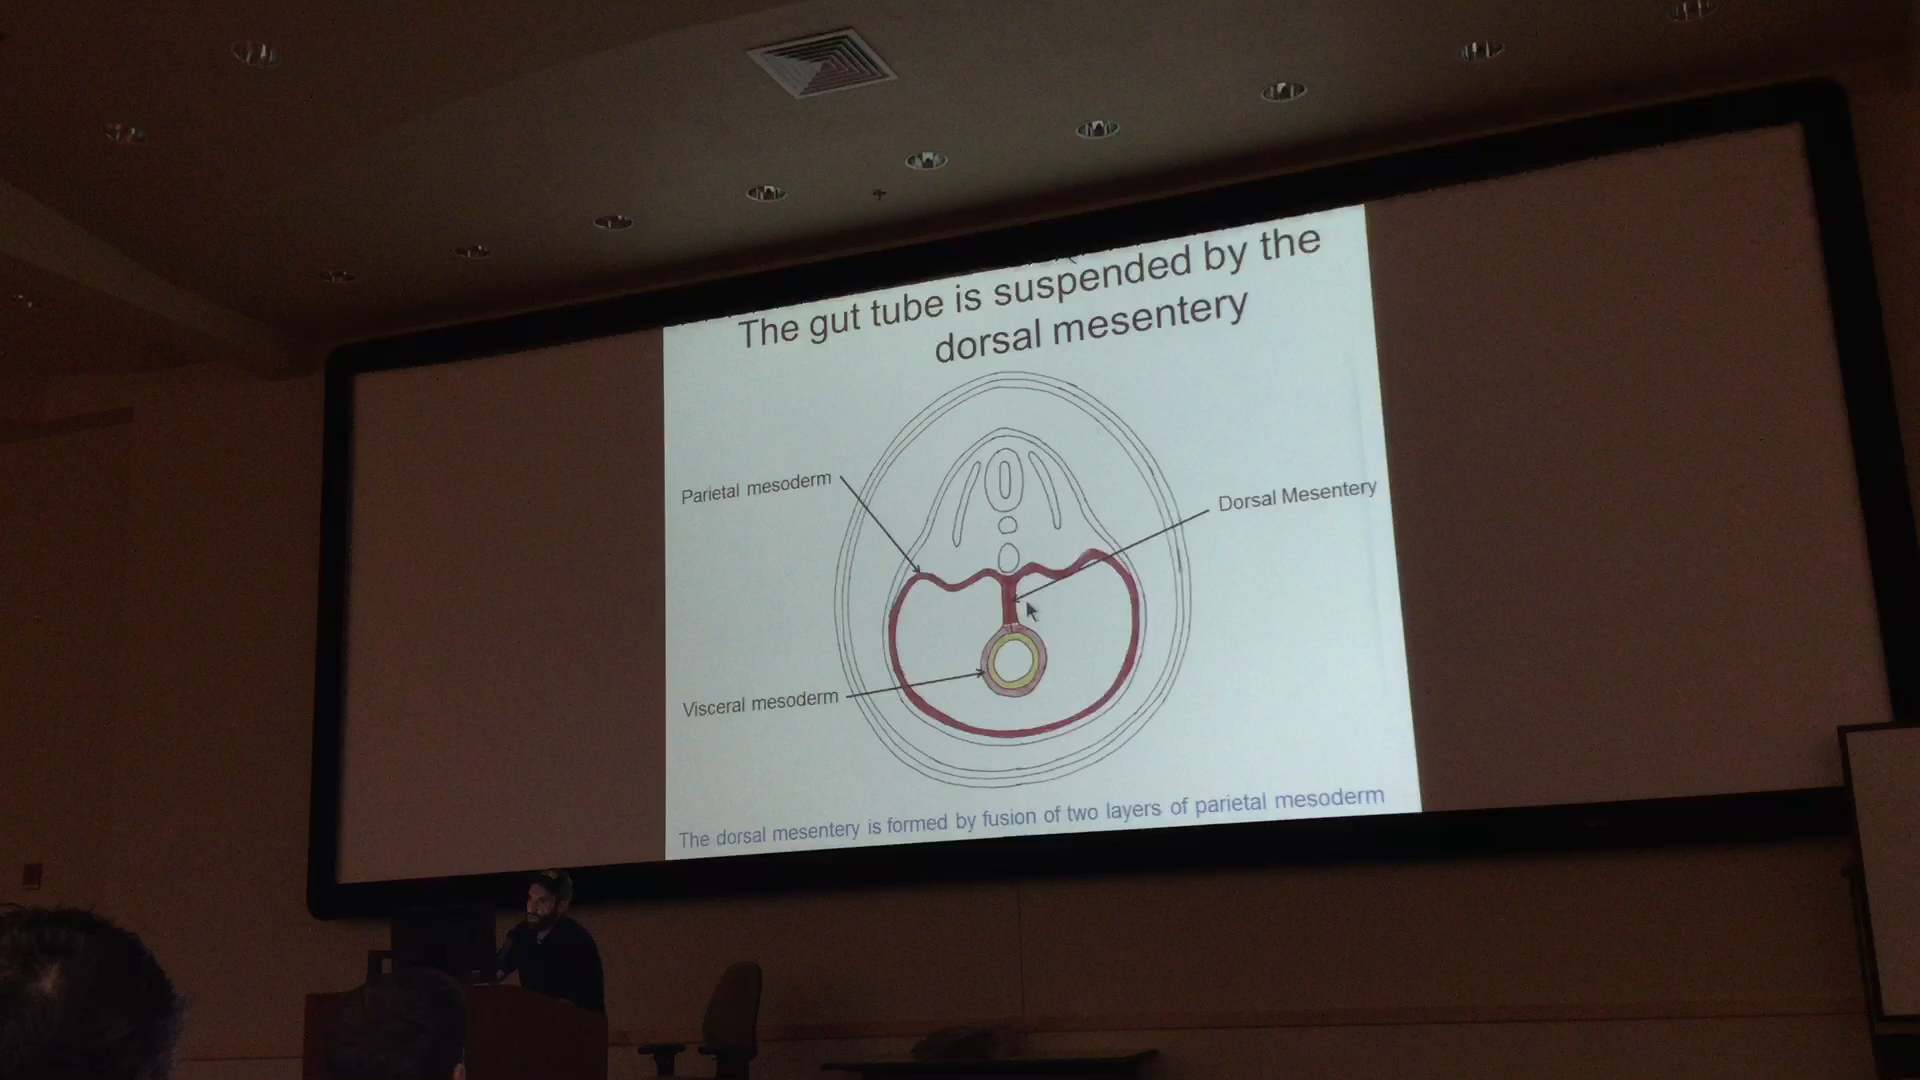 The gut tube is suspended by the
dorsal mesentery
Parietal mesoderm
Dorsal Mesentery
Visceral mesoderm
The dorsal mesentery is formed by fusion of two layers of parietal mesoderm